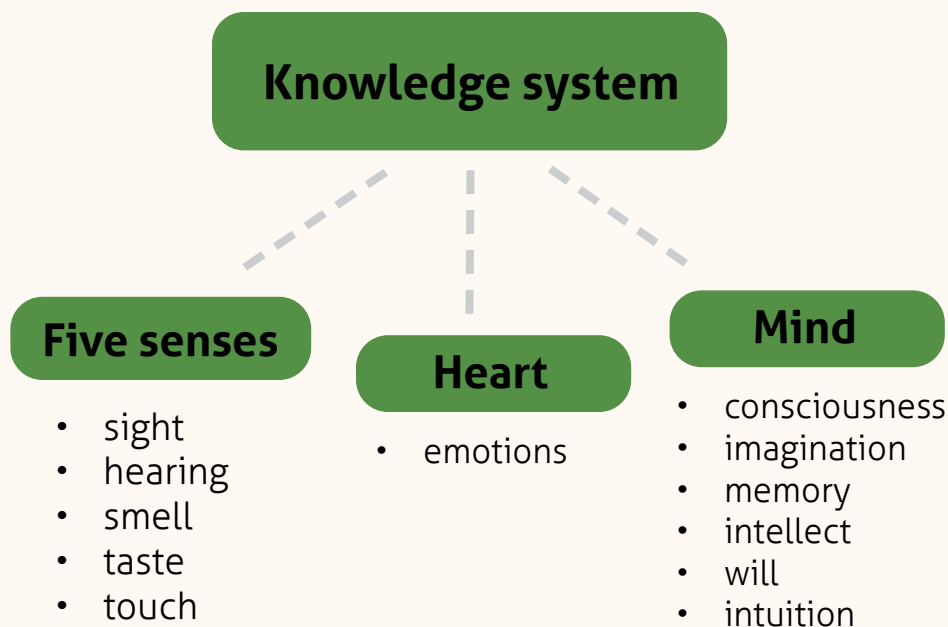 Knowledge system
Five senses
• sight
• hearing
• smell
• taste
• touch
Heart
• emotions
Mind
• consciousness
• imagination
• memory
• intellect
• will
• intuition